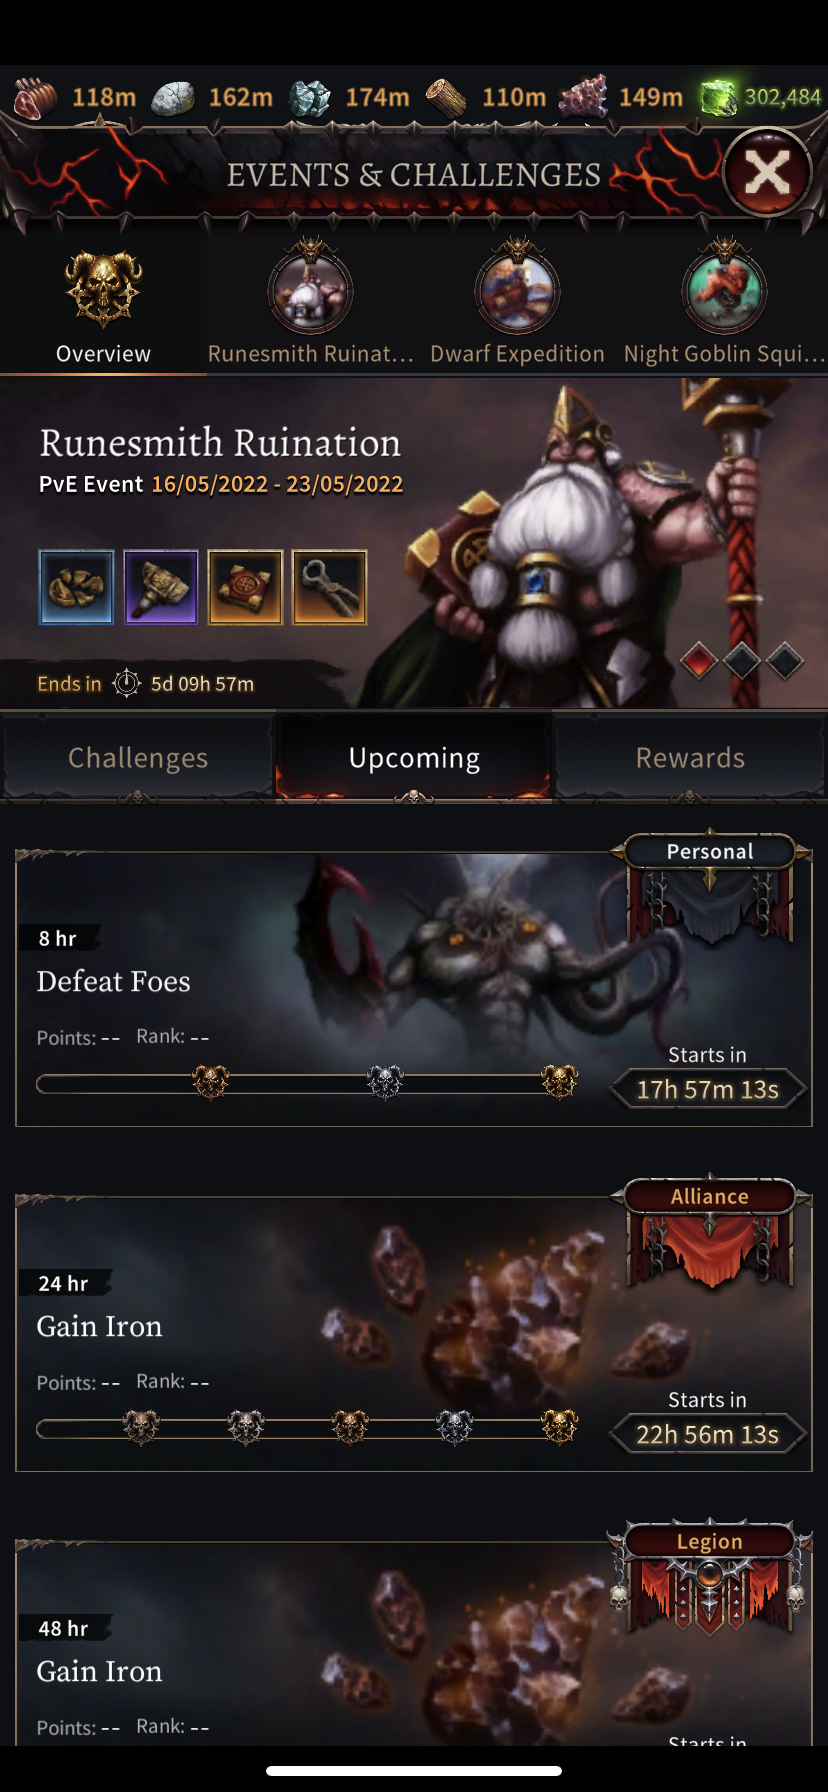 118m 162m 174m 110m 149m 302,484
EVENTS & CHALLENGES
Overview Runesmith Ruinat... Dwarf Expedition Night Goblin Squi...
Runesmith Ruination
PvE Event 16/05/2022 - 23/05/2022
Ends in 5d 09h 57m
Challenges Upcoming Rewards
Personal
8 hr
Defeat Foes
Points: -- Rank: --
Starts in
17h 57m 13s
Alliance
24 hr
Gain Iron
Points: -- Rank: --
Starts in
22h 56m 13s
Legion
48 hr
Gain Iron
Points: -- Rank: --
Starts in